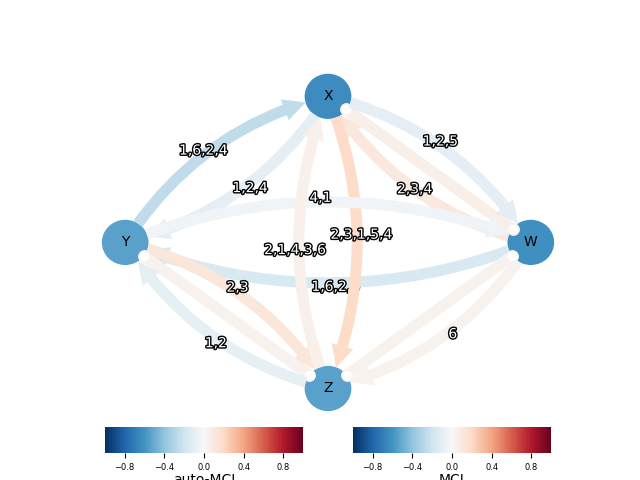 X
1,6,2,4
1,2,5
1,2,4
2,3,4
4,1
2,3,1,5,4
Y
W
2,1,4,3,6
2,3
1,6,2,
6
1,2
Z
−0.8 −0.4 0.0 0.4 0.8
−0.8 −0.4 0.0 0.4 0.8
auto-MCI
MCI